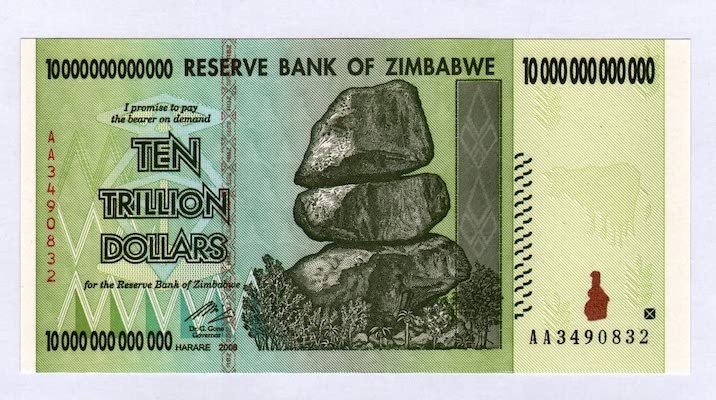 10000000000000 RESERVE BANK OF ZIMBABWE 10 000 000 000 000
I promise to pay
the bearer on demand
TEN
TRILLION
DOLLARS
for the Reserve Bank of Zimbabwe
Dr. G. Gono
Governor
10 000 000 000 000
HARARE 2008
AA3490832
AA3490832